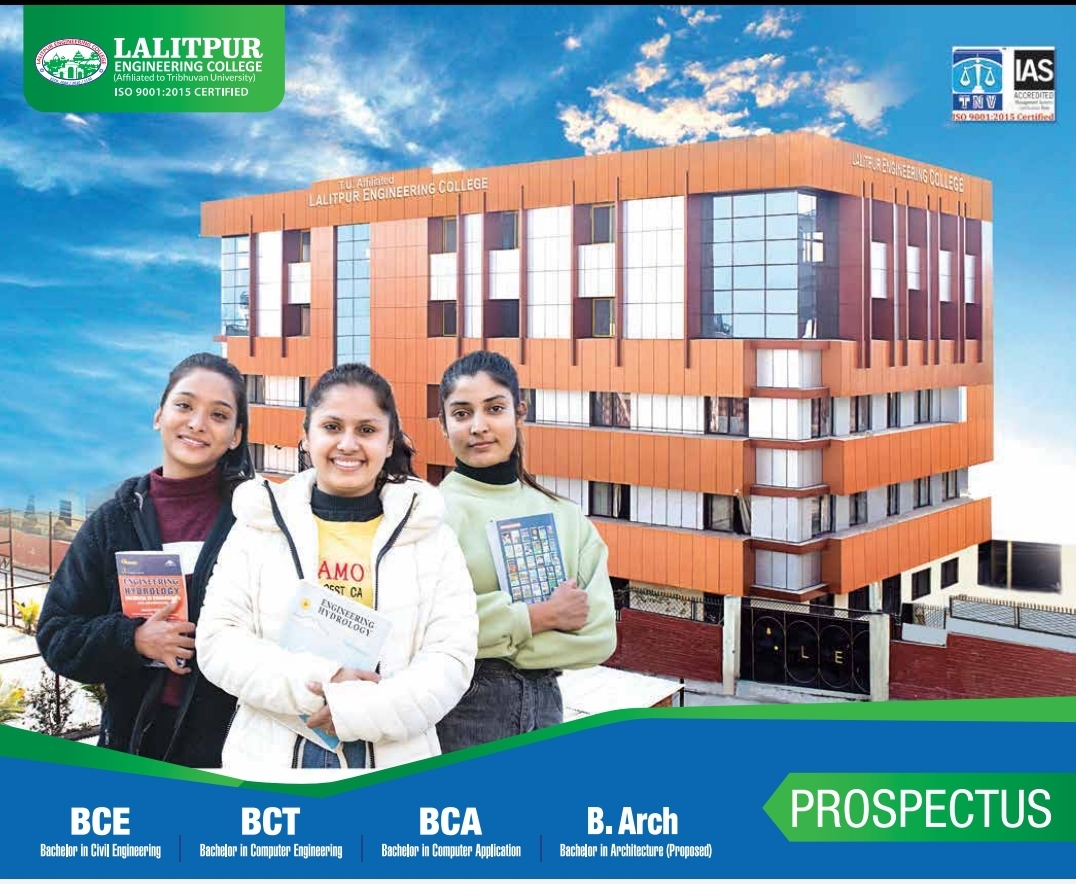 LALITPUR
ENGINEERING COLLEGE
(Affiliated to Tribhuvan University)
ISO 9001:2015 CERTIFIED
TNV
IAS
ACCREDITED
ISO 9001:2015 Certified
T.U. Affiliated
LALITPUR ENGINEERING COLLEGE
LALITPUR ENGINEERING COLLEGE
ENGINEERING
HYDROLOGY
AMO
ENGINEERING
HYDROLOGY
L E
BCE
Bachelor in Civil Engineering
BCT
Bachelor in Computer Engineering
BCA
Bachelor in Computer Application
B. Arch
Bachelor in Architecture (Proposed)
PROSPECTUS